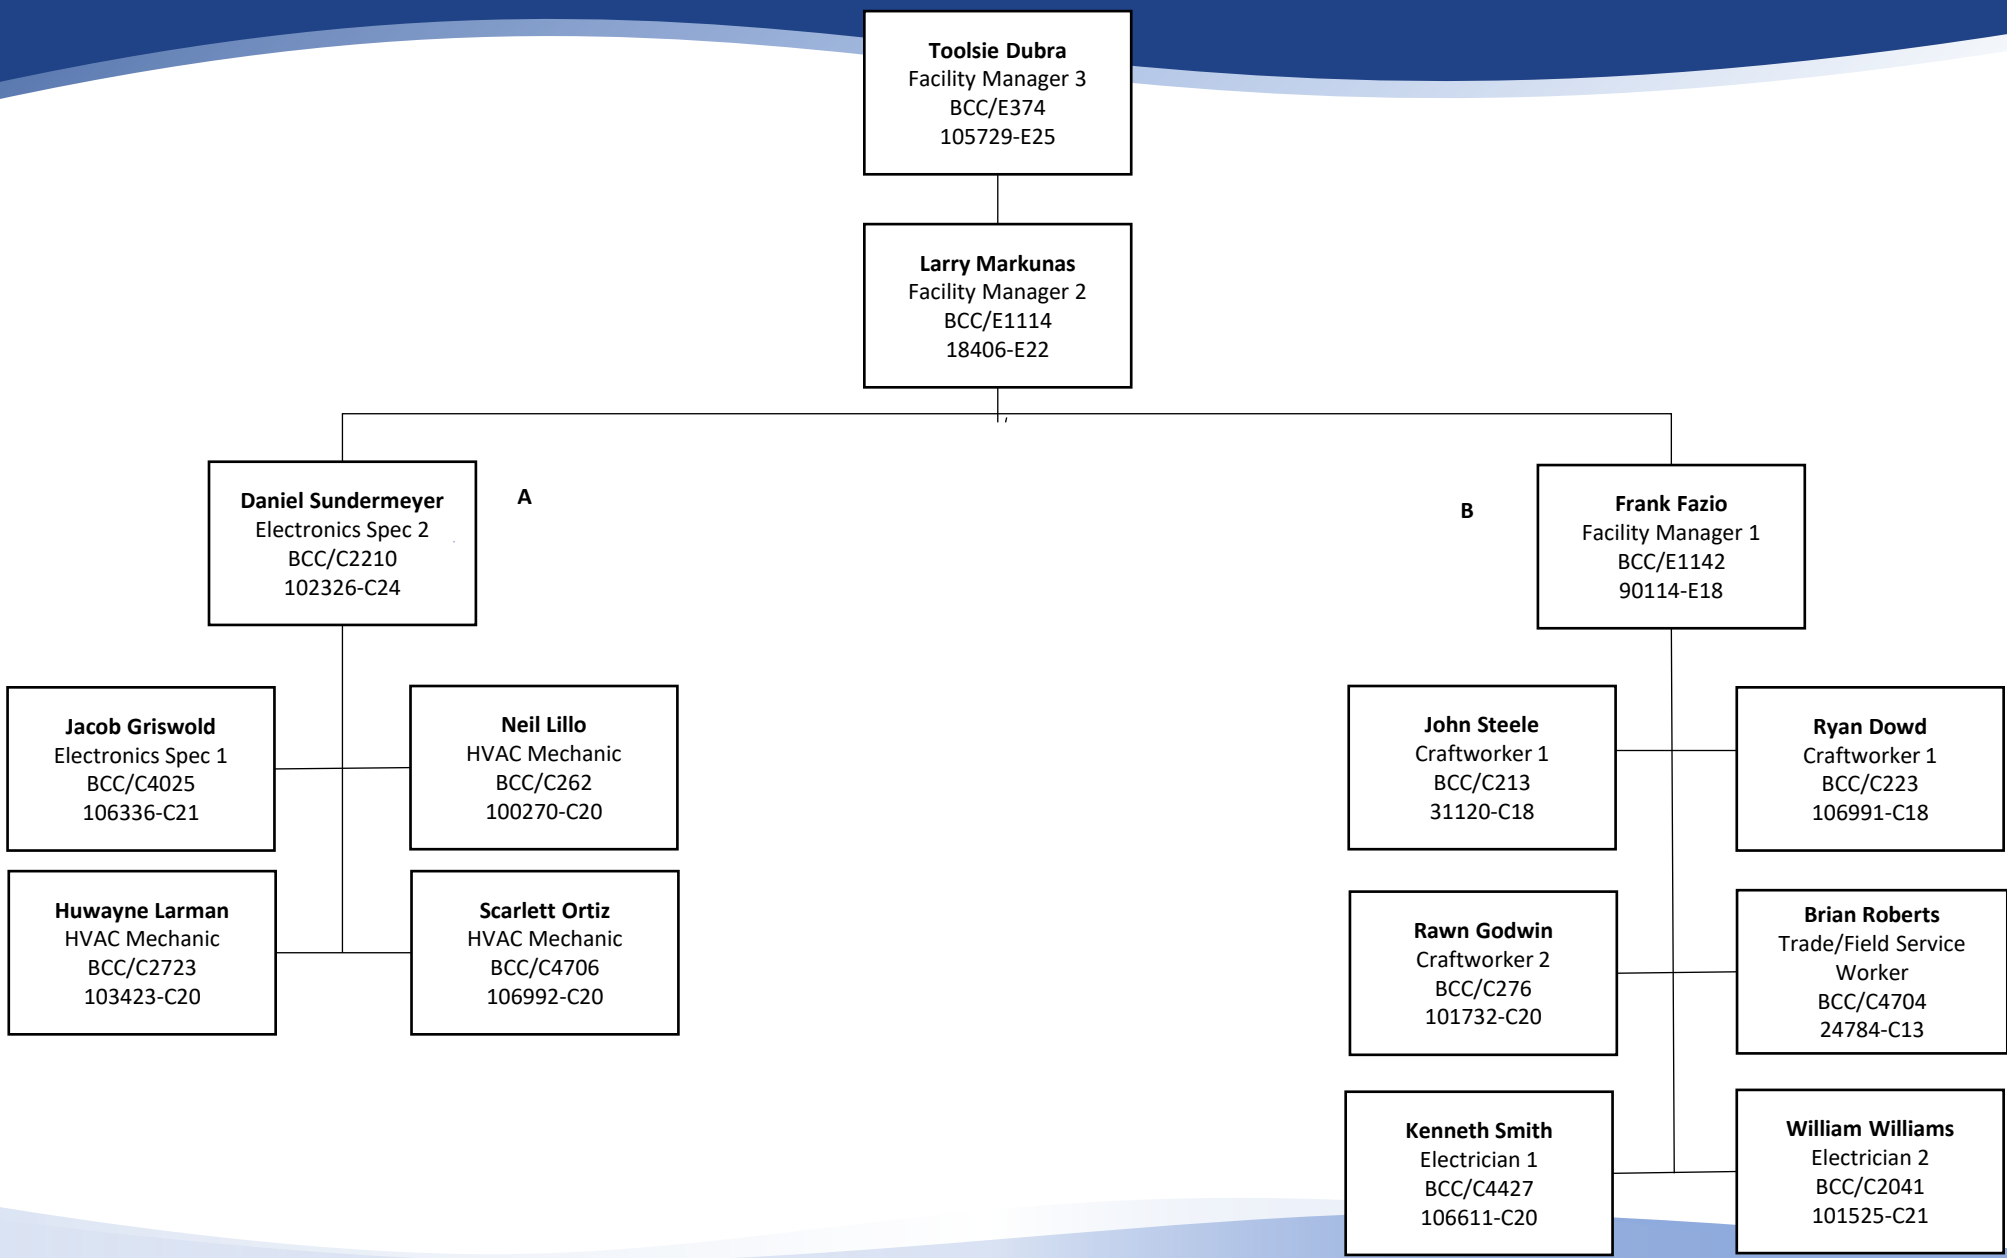 Toolsie Dubra
Facility Manager 3
BCC/E374
105729-E25
Larry Markunas
Facility Manager 2
BCC/E1114
18406-E22
Daniel Sundermeyer
Electronics Spec 2
BCC/C2210
102326-C24
A
B
Frank Fazio
Facility Manager 1
BCC/E1142
90114-E18
Jacob Griswold
Electronics Spec 1
BCC/C4025
106336-C21
Neil Lillo
HVAC Mechanic
BCC/C262
100270-C20
John Steele
Craftworker 1
BCC/C213
31120-C18
Ryan Dowd
Craftworker 1
BCC/C223
106991-C18
Huwayne Larman
HVAC Mechanic
BCC/C2723
103423-C20
Scarlett Ortiz
HVAC Mechanic
BCC/C4706
106992-C20
Rawn Godwin
Craftworker 2
BCC/C276
101732-C20
Brian Roberts
Trade/Field Service
Worker
BCC/C4704
24784-C13
Kenneth Smith
Electrician 1
BCC/C4427
106611-C20
William Williams
Electrician 2
BCC/C2041
101525-C21